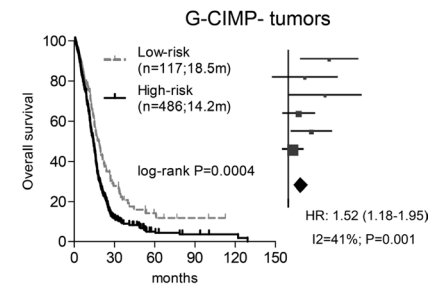 G-CIMP- tumors
Overall survival
100
80
60
40
20
0
Low-risk
(n=117;18.5m)
High-risk
(n=486;14.2m)
log-rank P=0.0004
0 30 60 90 120 150
months
HR: 1.52 (1.18-1.95)
I2=41%; P=0.001